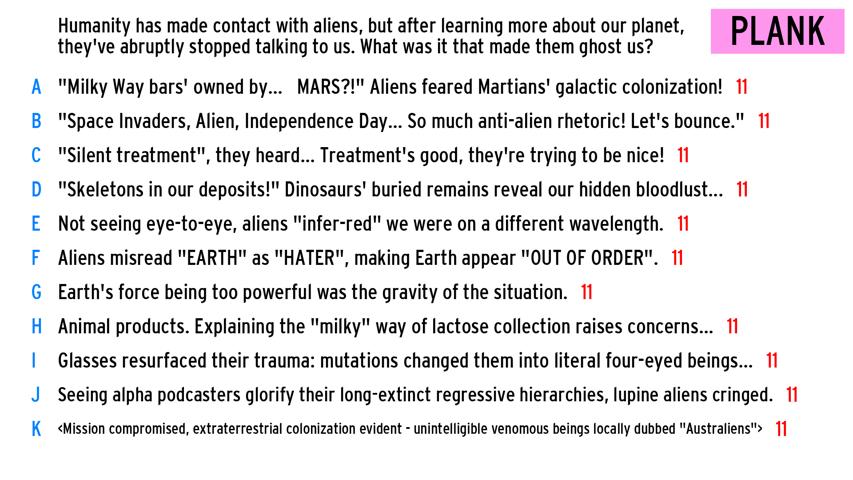 Humanity has made contact with aliens, but after learning more about our planet,
they've abruptly stopped talking to us. What was it that made them ghost us?
PLANK
A "Milky Way bars' owned by... MARS?!" Aliens feared Martians' galactic colonization! 11
B "Space Invaders, Alien, Independence Day... So much anti-alien rhetoric! Let's bounce." 11
C "Silent treatment", they heard... Treatment's good, they're trying to be nice! 11
D "Skeletons in our deposits!" Dinosaurs' buried remains reveal our hidden bloodlust... 11
E Not seeing eye-to-eye, aliens "infer-red" we were on a different wavelength. 11
F Aliens misread "EARTH" as "HATER", making Earth appear "OUT OF ORDER". 11
G Earth's force being too powerful was the gravity of the situation. 11
H Animal products. Explaining the "milky" way of lactose collection raises concerns... 11
I Glasses resurfaced their trauma: mutations changed them into literal four-eyed beings... 11
J Seeing alpha podcasters glorify their long-extinct regressive hierarchies, lupine aliens cringed. 11
K <Mission compromised, extraterrestrial colonization evident - unintelligible venomous beings locally dubbed "Australiens"> 11